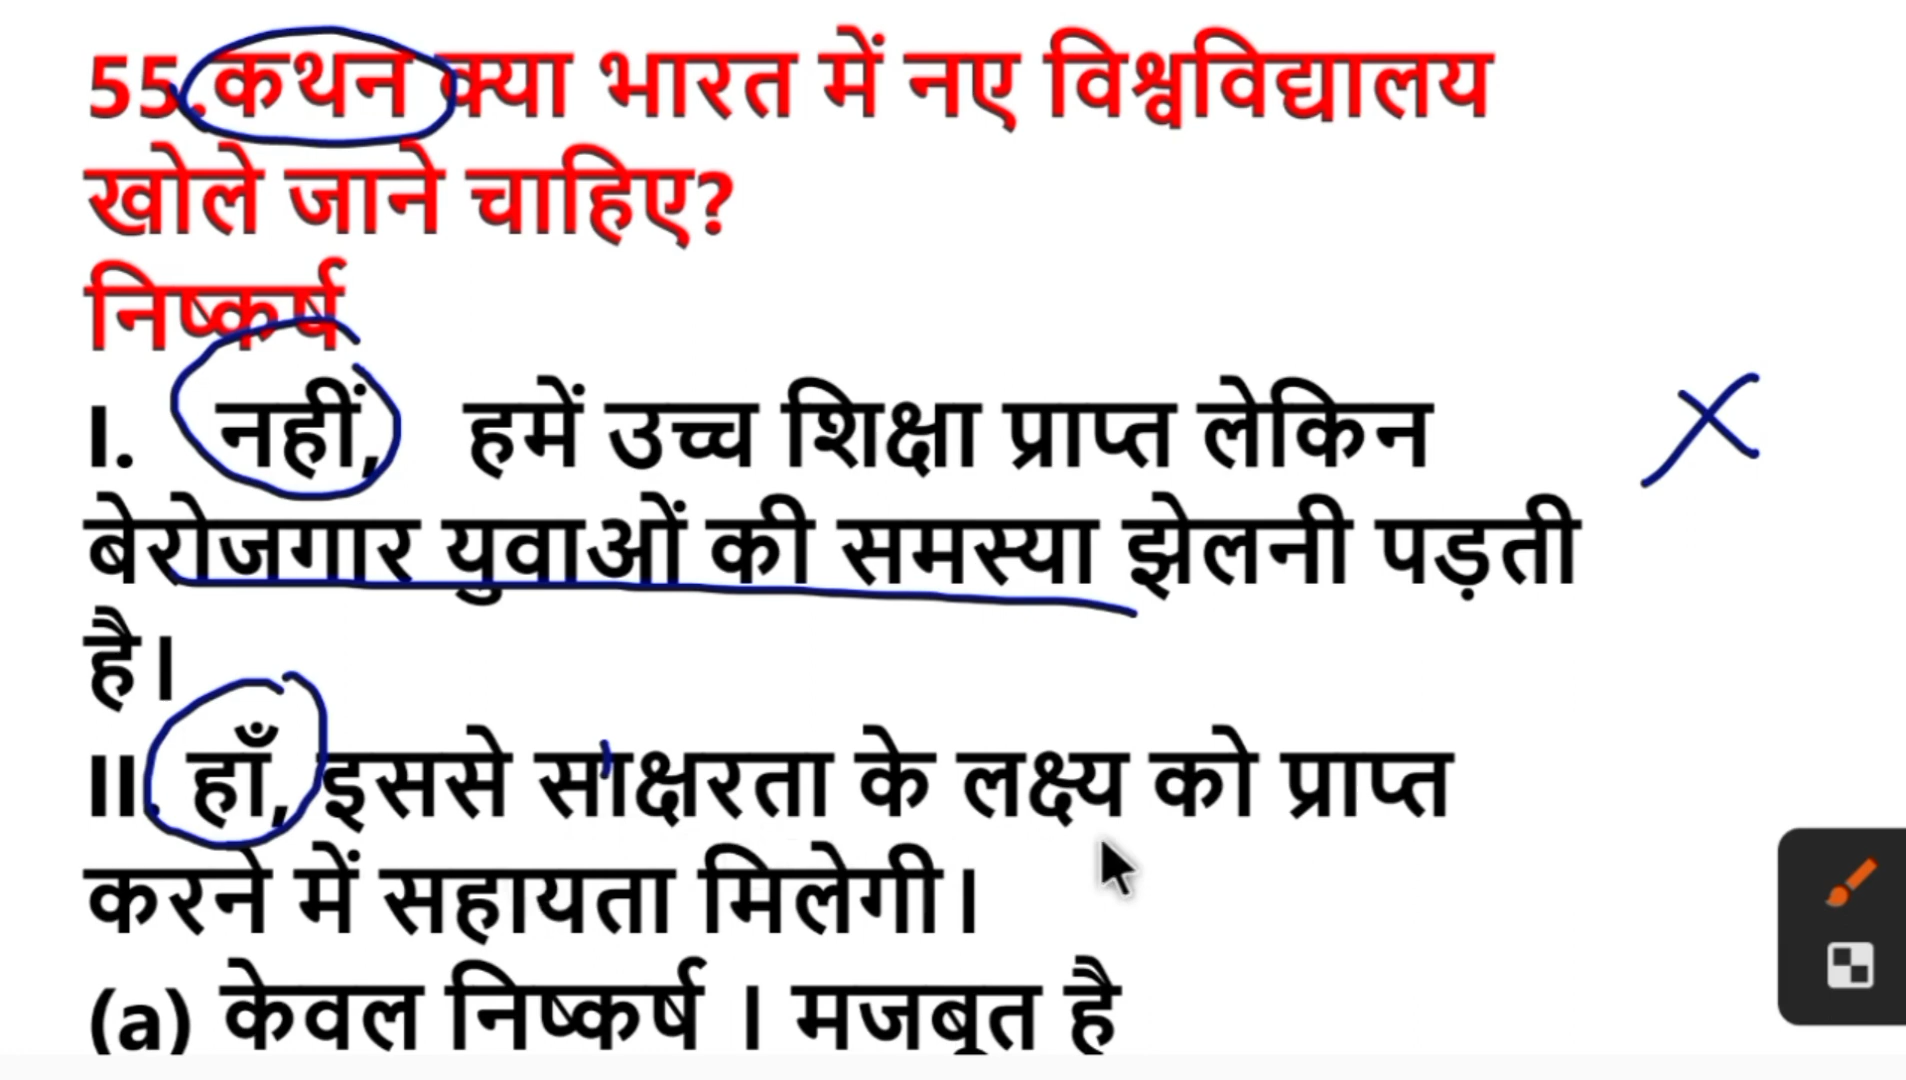 55.कथन क्या भारत में नए विश्वविद्यालय
खोले जाने चाहिए?
निष्कर्ष
I. नहीं, हमें उच्च शिक्षा प्राप्त लेकिन
बेरोजगार युवाओं की समस्या झेलनी पड़ती
है।
II. हाँ, इससे साक्षरता के लक्ष्य को प्राप्त
करने में सहायता मिलेगी।
(a) केवल निष्कर्ष । मजबूत है